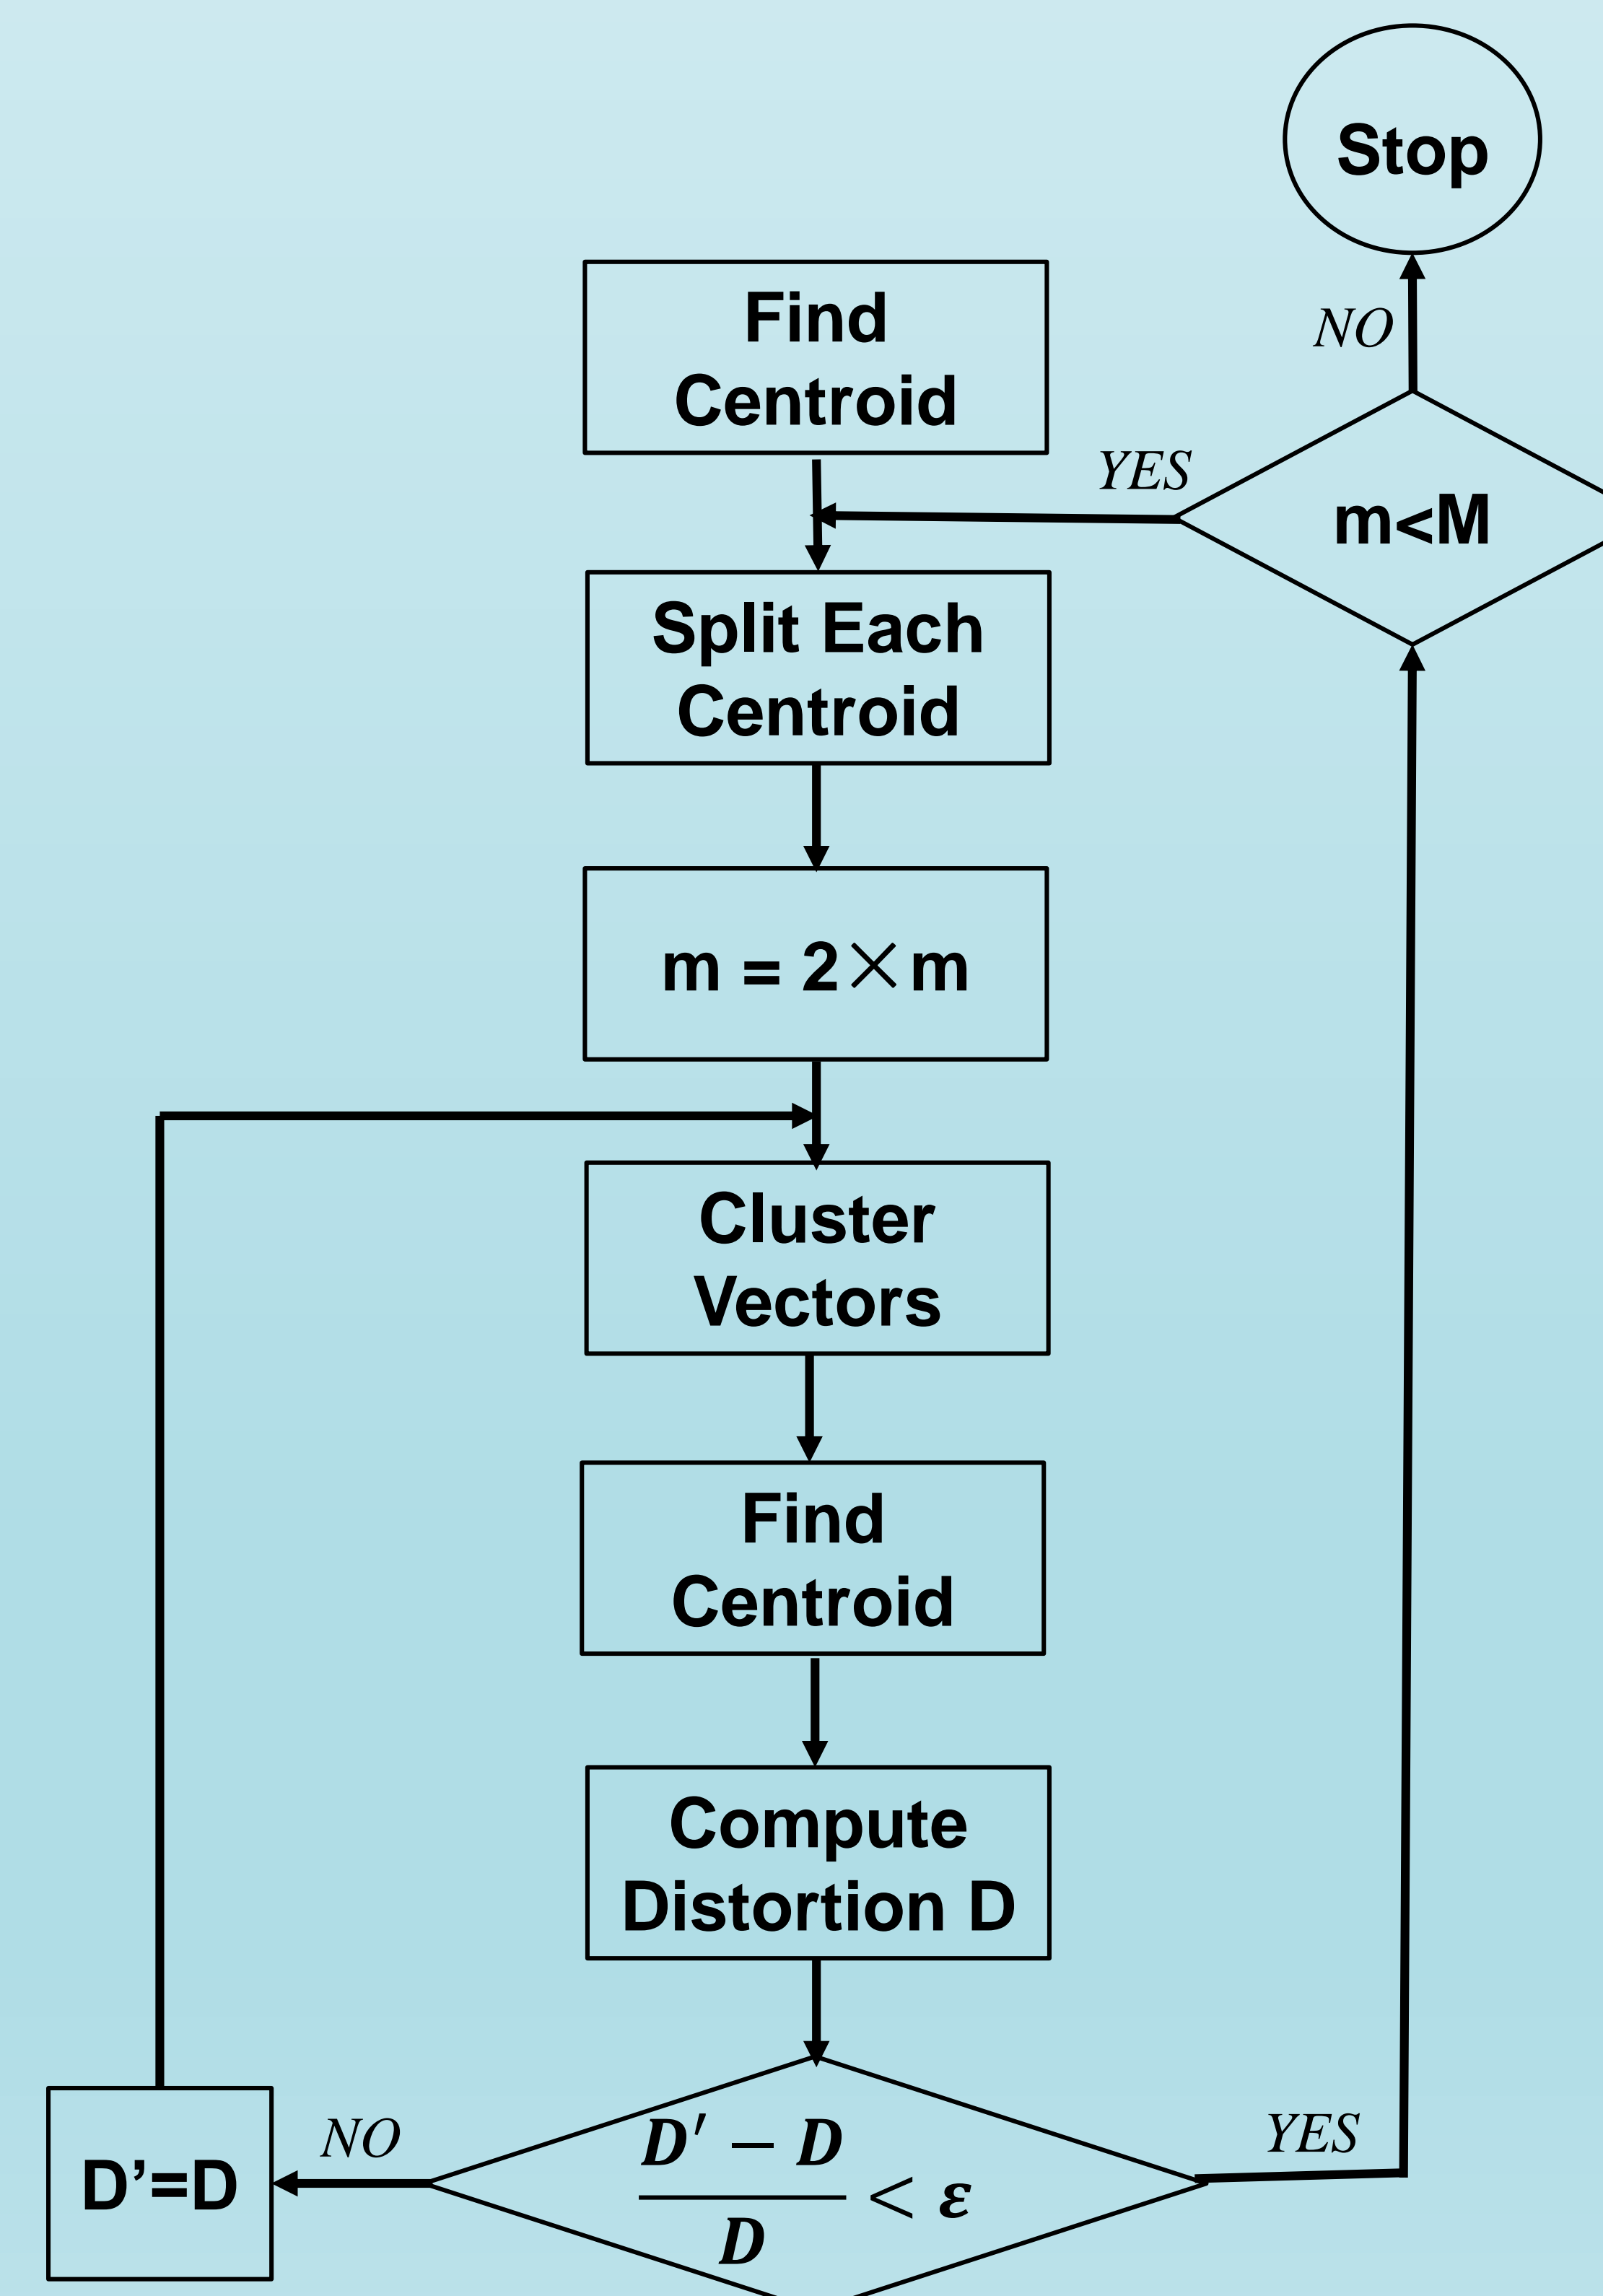 Stop
Find
Centroid
NO
YES
m<M
Split Each
Centroid
m = 2×m
Cluster
Vectors
Find
Centroid
Compute
Distortion D
D’=D
NO
D′ − D
D
< ε
YES